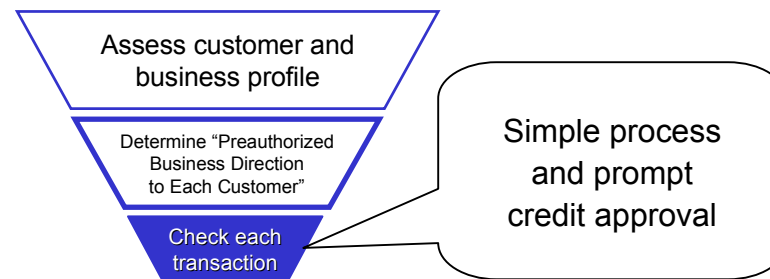 Assess customer and
business profile
Determine “Preauthorized
Business Direction
to Each Customer”
Check each
transaction
Simple process
and prompt
credit approval